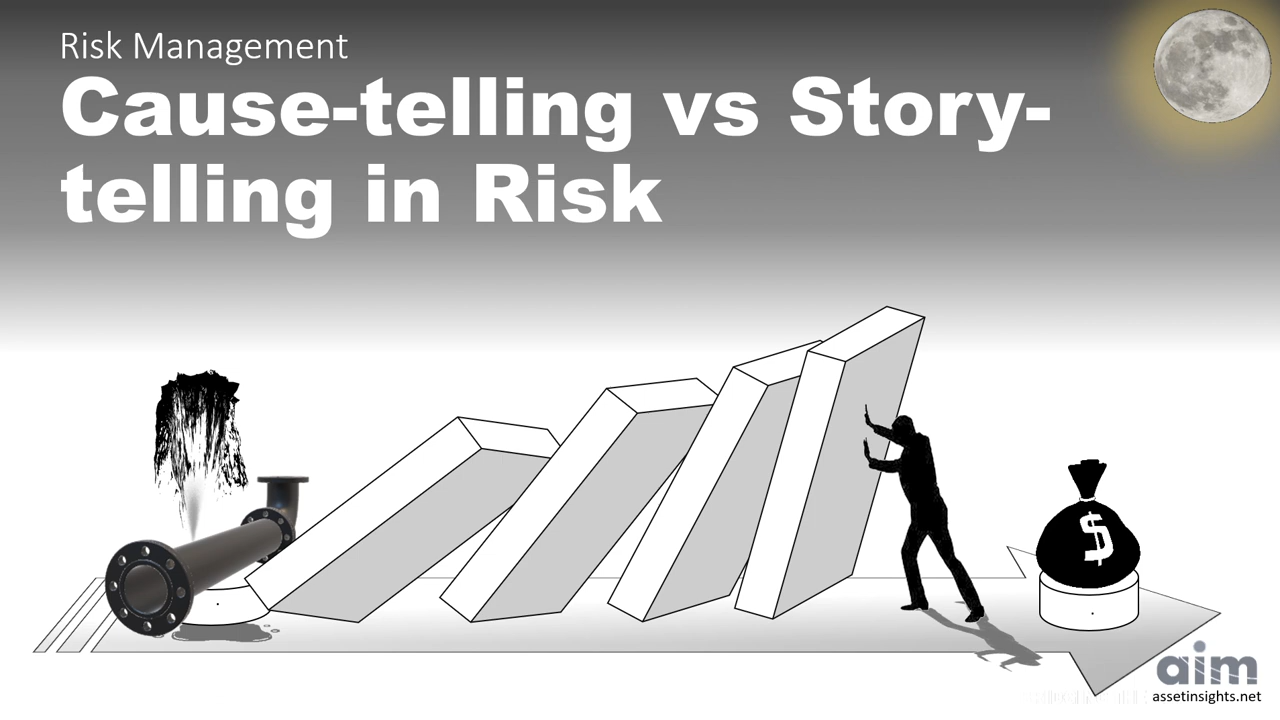 Risk Management
Cause-telling vs Story-
telling in Risk
$
aim
assetinsights.net